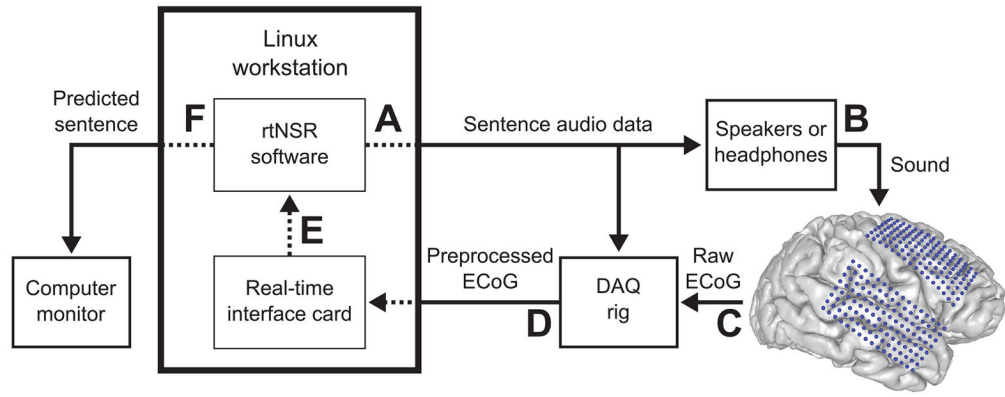 Linux
workstation
Predicted
sentence
F
rtNSR
software
A
Sentence audio data
Speakers or
headphones
B
Sound
E
Computer
monitor
Real-time
interface card
Preprocessed
ECoG
D
DAQ
rig
Raw
ECoG
C